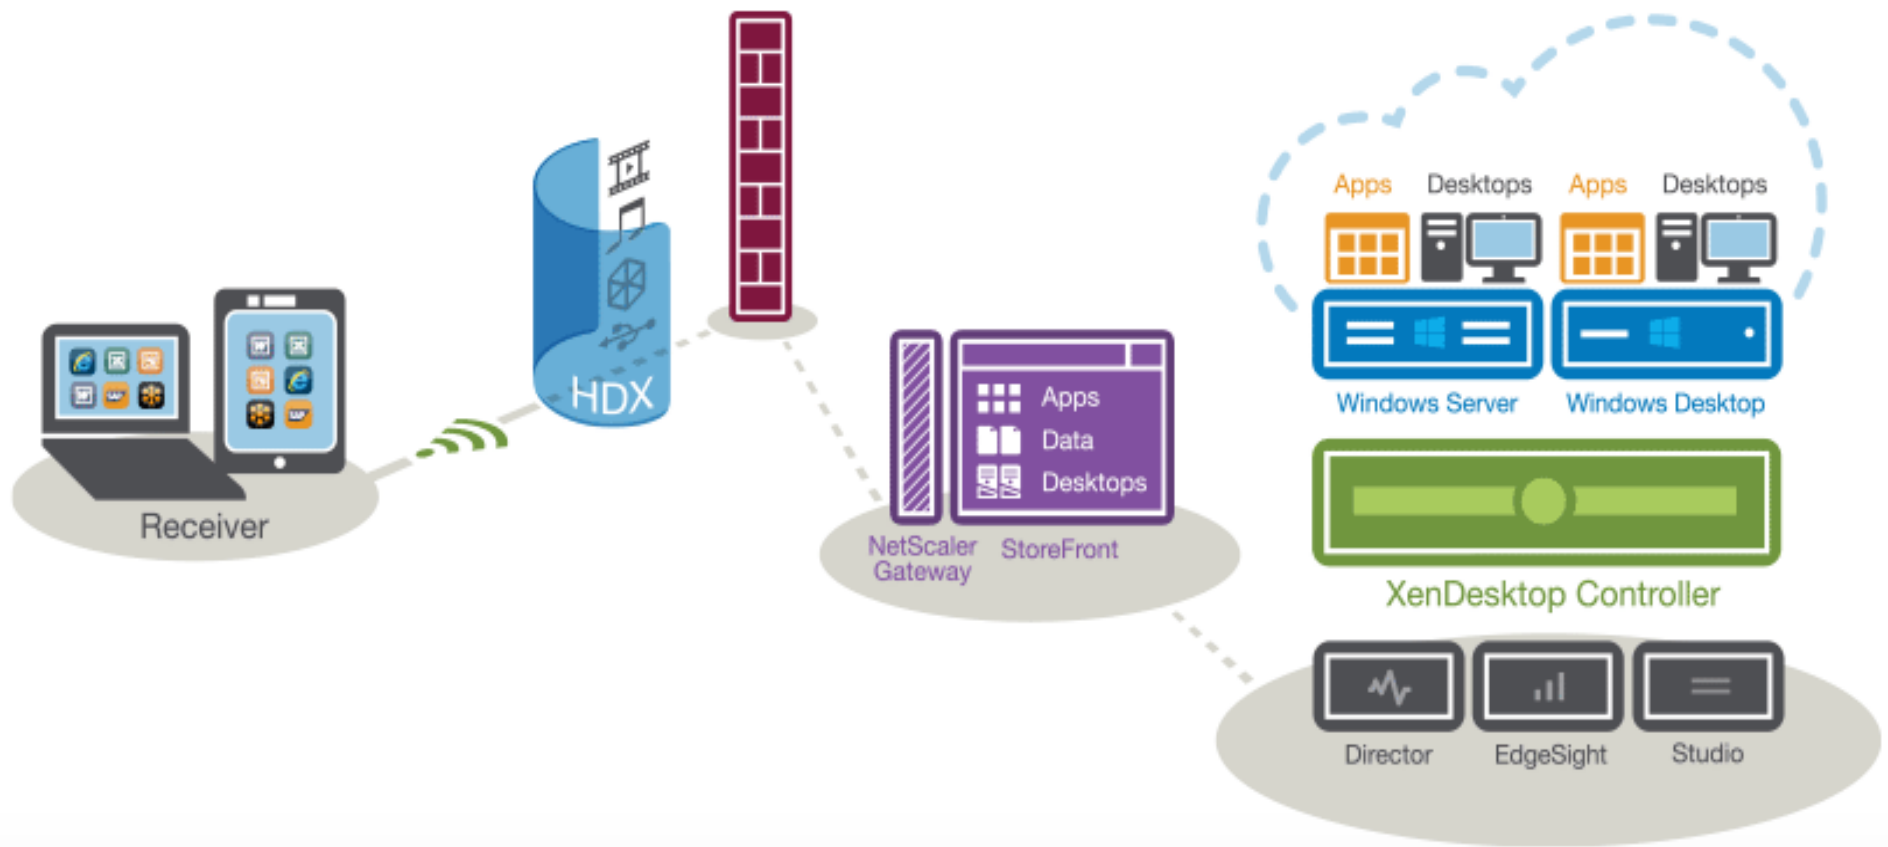 Receiver
HDX
NetScaler
Gateway
StoreFront
Apps
Data
Desktops
Apps
Desktops
Apps
Desktops
Windows Server
Windows Desktop
XenDesktop Controller
Director
EdgeSight
Studio